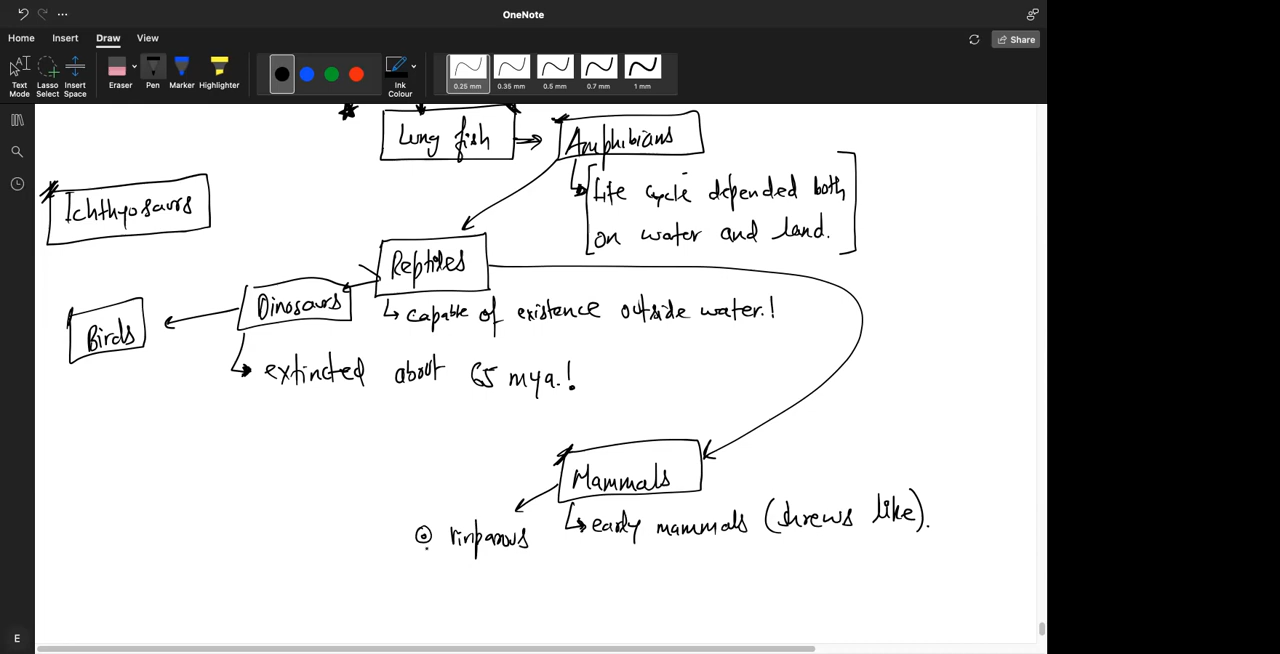 OneNote
Home Insert Draw View
Share
Text Mode
Lasso Select
Insert Space
Eraser
Pen
Marker
Highlighter
Ink Colour
0.25 mm
0.35 mm
0.5 mm
0.7 mm
1 mm
Lung fish
Amphibians
Life cycle depended both
on water and land.
Ichthyosaurs
Reptiles
capable of existence outside water.!
Dinosaurs
Birds
extincted about 65 mya.!
Mammals
early mammals (shrews like).
E